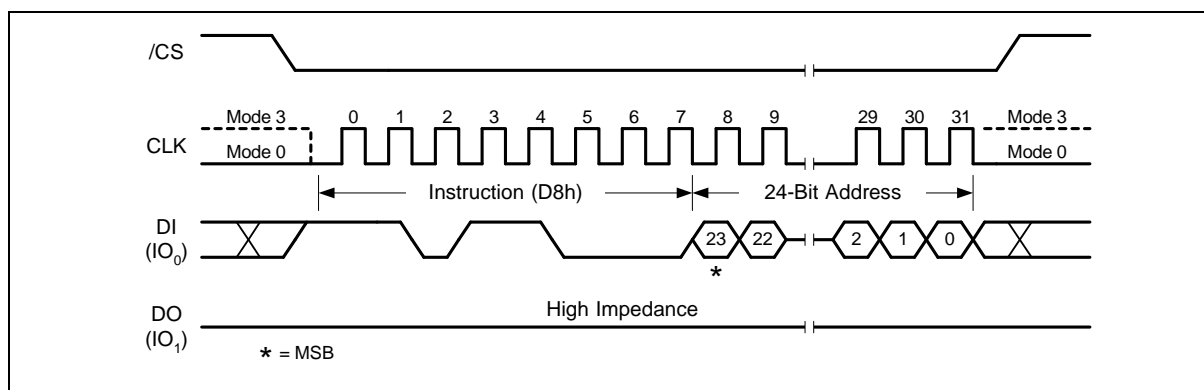 /CS
Mode 3 0 1 2 3 4 5 6 7 8 9 29 30 31 Mode 3
CLK
Mode 0 Mode 0
Instruction (D8h) 24-Bit Address
DI
(IO0)
23 22 2 1 0
*
High Impedance
DO
(IO1)
* = MSB